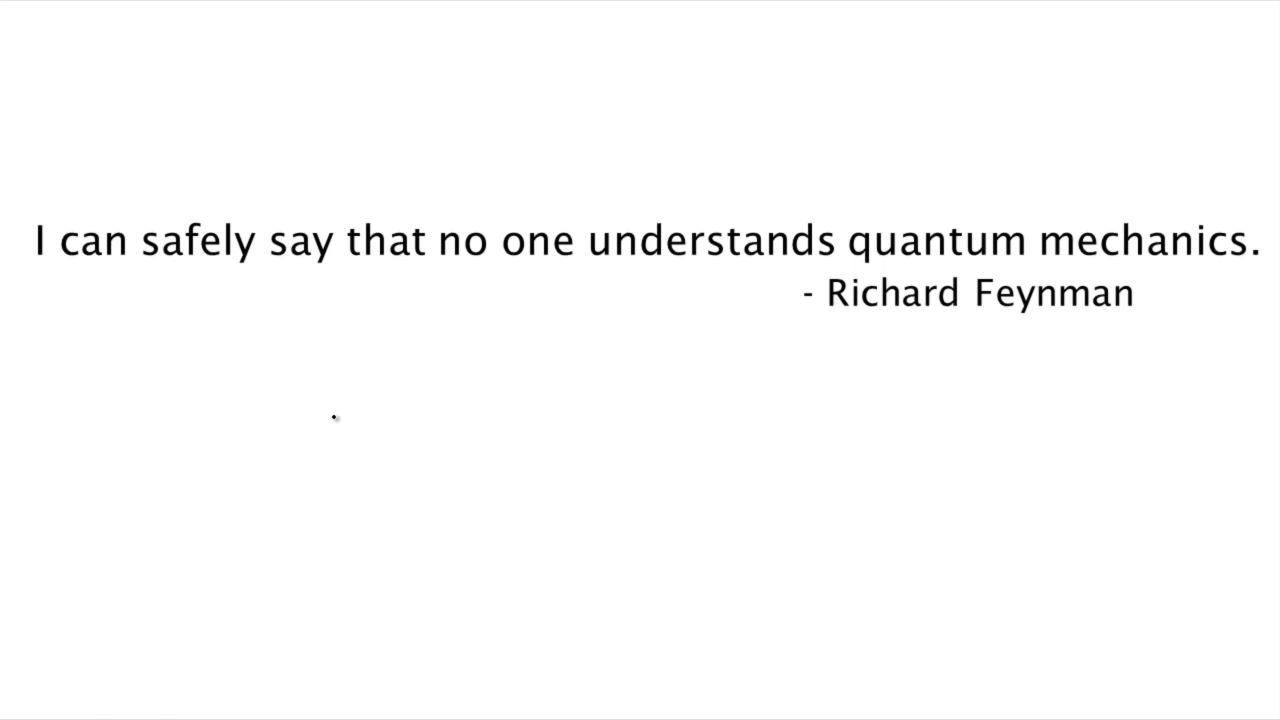 I can safely say that no one understands quantum mechanics.
- Richard Feynman